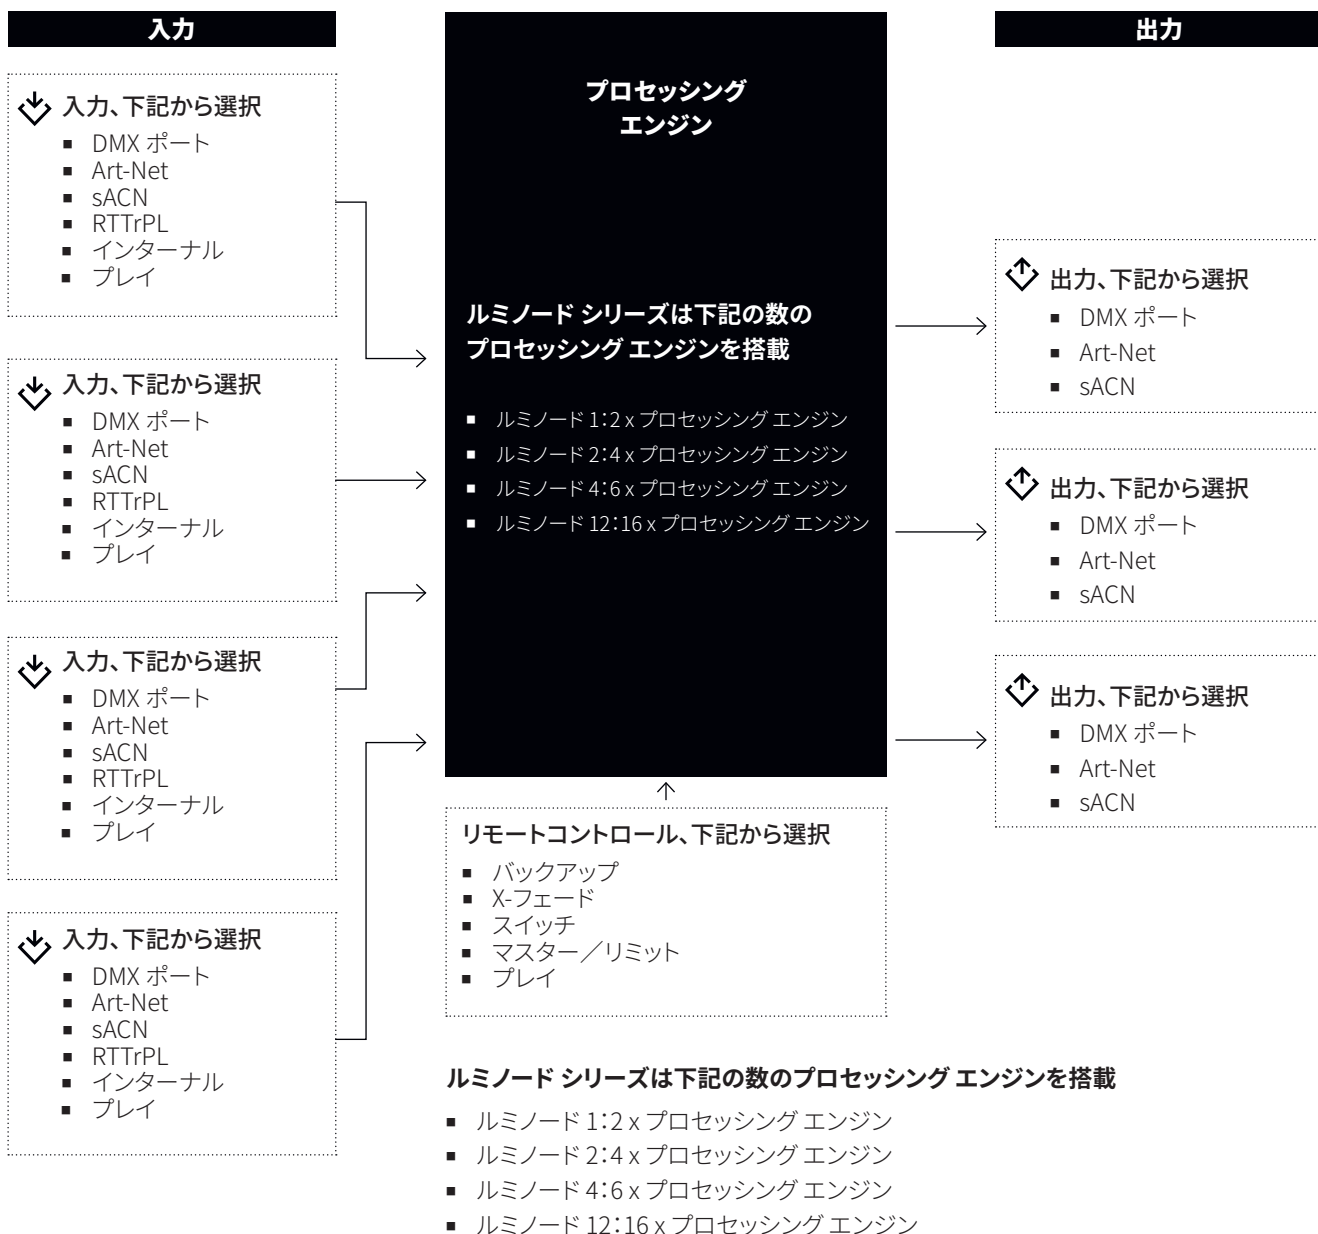 入力
入力、下記から選択
DMX ポート
Art-Net
sACN
RTTrPL
インターナル
プレイ
入力、下記から選択
DMX ポート
Art-Net
sACN
RTTrPL
インターナル
プレイ
入力、下記から選択
DMX ポート
Art-Net
sACN
RTTrPL
インターナル
プレイ
入力、下記から選択
DMX ポート
Art-Net
sACN
RTTrPL
インターナル
プレイ
プロセッシング
エンジン
ルミノード シリーズは下記の数の
プロセッシング エンジンを搭載
ルミノード 1：2 x プロセッシング エンジン
ルミノード 2：4 x プロセッシング エンジン
ルミノード 4：6 x プロセッシング エンジン
ルミノード 12：16 x プロセッシング エンジン
リモートコントロール、下記から選択
バックアップ
X-フェード
スイッチ
マスター／リミット
プレイ
ルミノード シリーズは下記の数のプロセッシング エンジンを搭載
ルミノード 1：2 x プロセッシング エンジン
ルミノード 2：4 x プロセッシング エンジン
ルミノード 4：6 x プロセッシング エンジン
ルミノード 12：16 x プロセッシング エンジン
出力
出力、下記から選択
DMX ポート
Art-Net
sACN
出力、下記から選択
DMX ポート
Art-Net
sACN
出力、下記から選択
DMX ポート
Art-Net
sACN